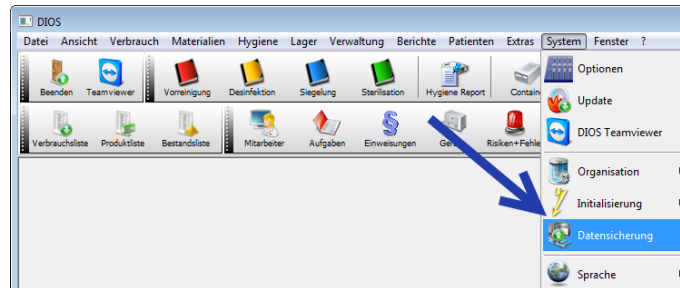 DIOS
Datei Ansicht Verbrauch Materialien Hygiene Lager Verwaltung Berichte Patienten Extras System Fenster ?
Beenden Teamviewer Vorreinigung Desinfektion Siegelung Sterilisation Hygiene Report
Verbrauchsliste Produktliste Bestandsliste Mitarbeiter Aufgaben Einweisungen
Optionen
Update
DIOS Teamviewer
Organisation
Initialisierung
Datensicherung
Sprache